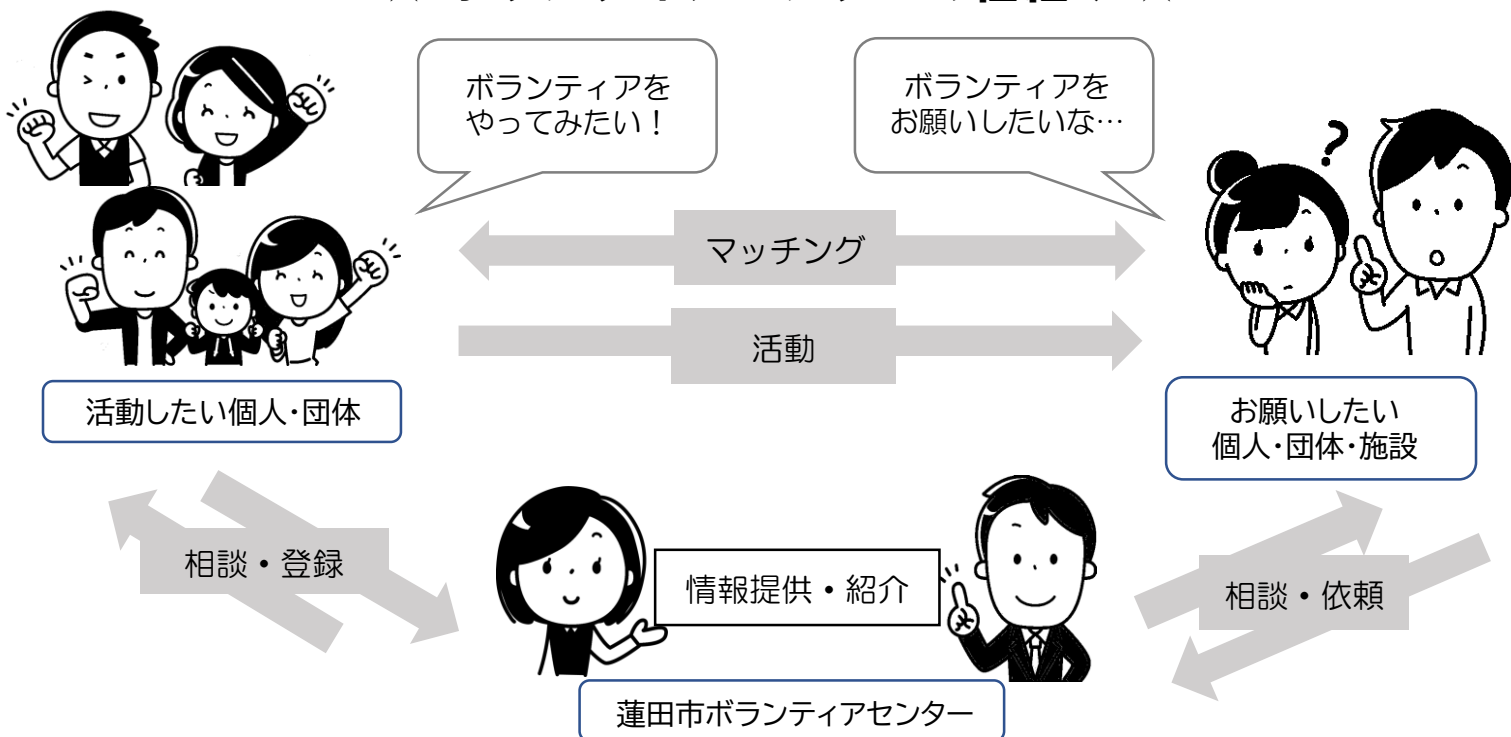 ボランティアを
やってみたい！
ボランティアを
お願いしたいな…
?
マッチング
活動
活動したい個人・団体
お願いしたい
個人・団体・施設
相談・登録
情報提供・紹介
相談・依頼
蓮田市ボランティアセンター